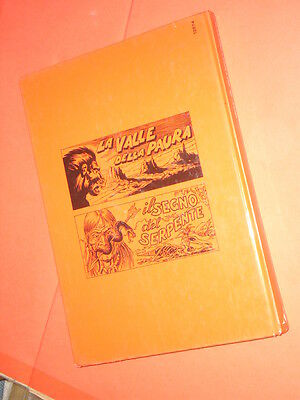 LA VALLE
DELLA PAURA
il SEGNO
del
SERPENTE